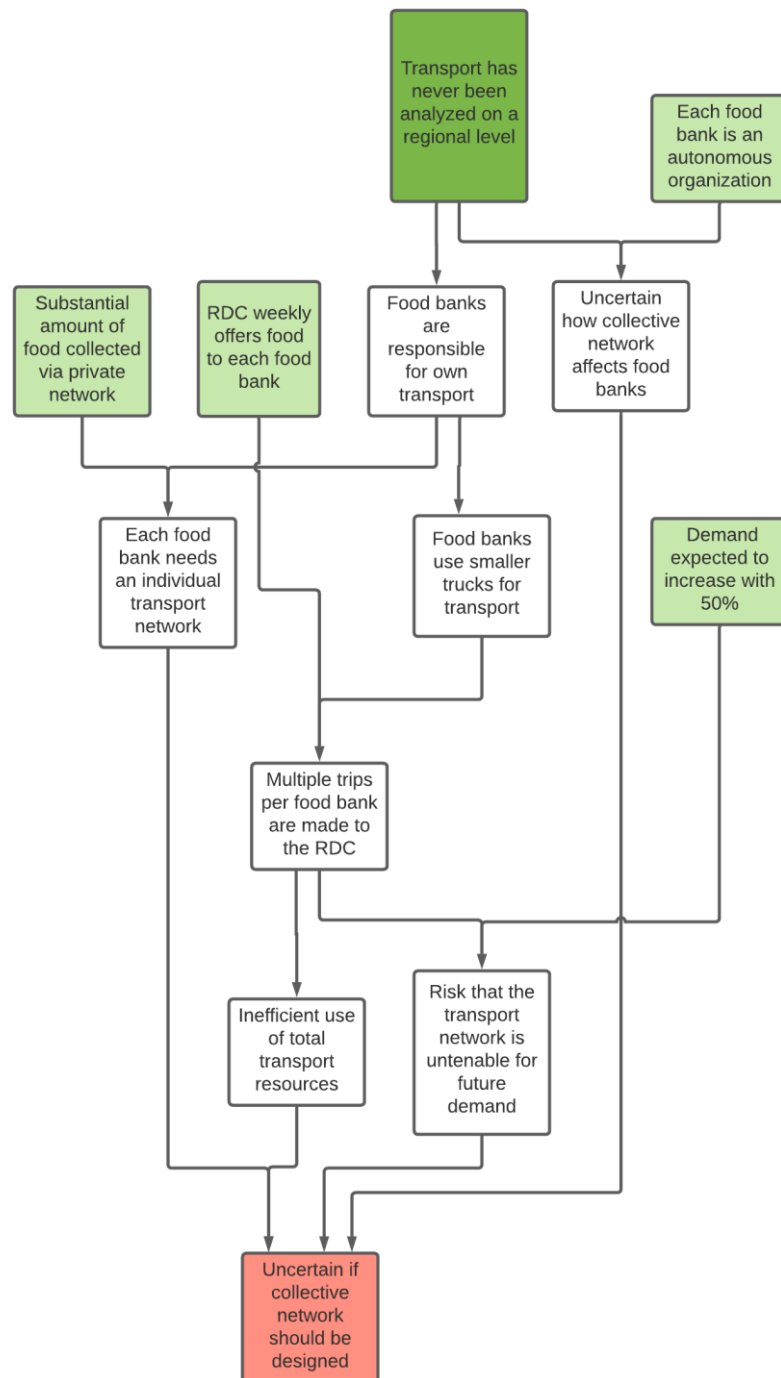 Transport has
never been
analyzed on a
regional level
Each food
bank is an
autonomous
organization
Substantial
amount of
food collected
via private
network
RDC weekly
offers food
to each food
bank
Food banks
are
responsible
for own
transport
Uncertain
how collective
network
affects food
banks
Each food
bank needs
an individual
transport
network
Food banks
use smaller
trucks for
transport
Demand
expected to
increase with
50%
Multiple trips
per food bank
are made to
the RDC
Inefficient use
of total
transport
resources
Risk that the
transport
network is
untenable for
future
demand
Uncertain if
collective
network
should be
designed